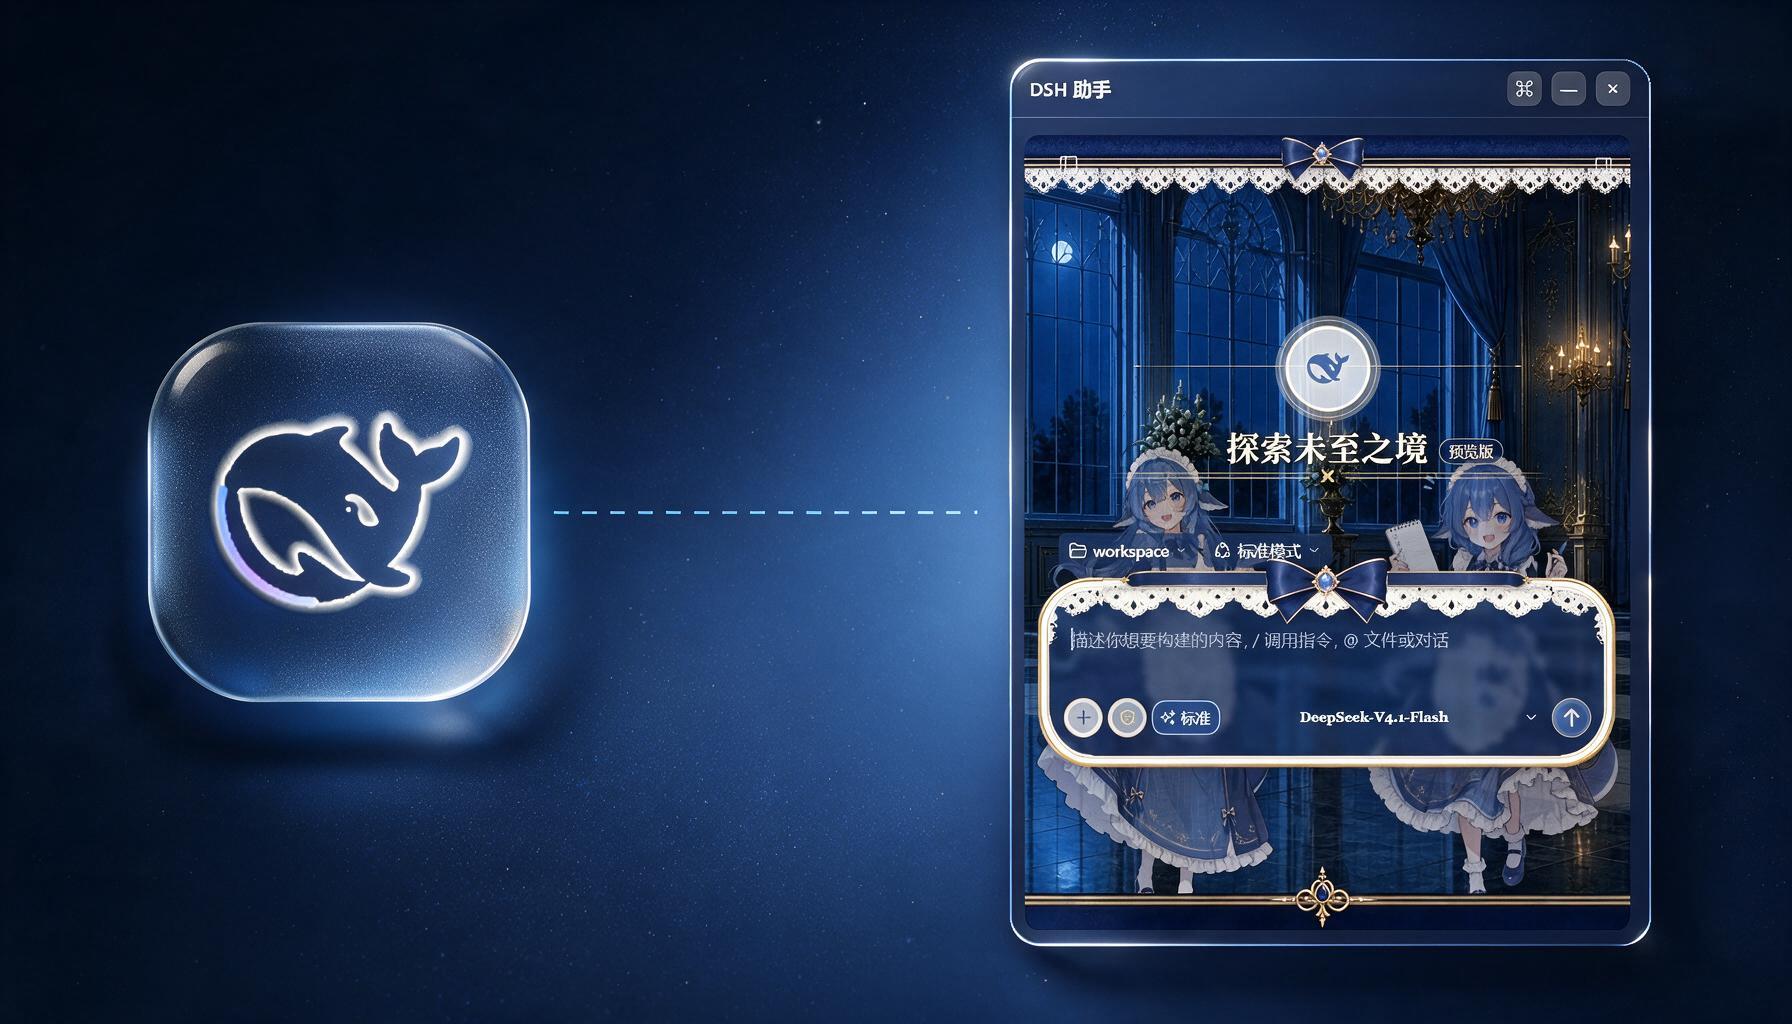 DSH 助手
探索未至之境 预览版
workspace 标准模式
描述你想要构建的内容, / 调用指令, @ 文件或对话
标准 DeepSeek-V4.1-Flash